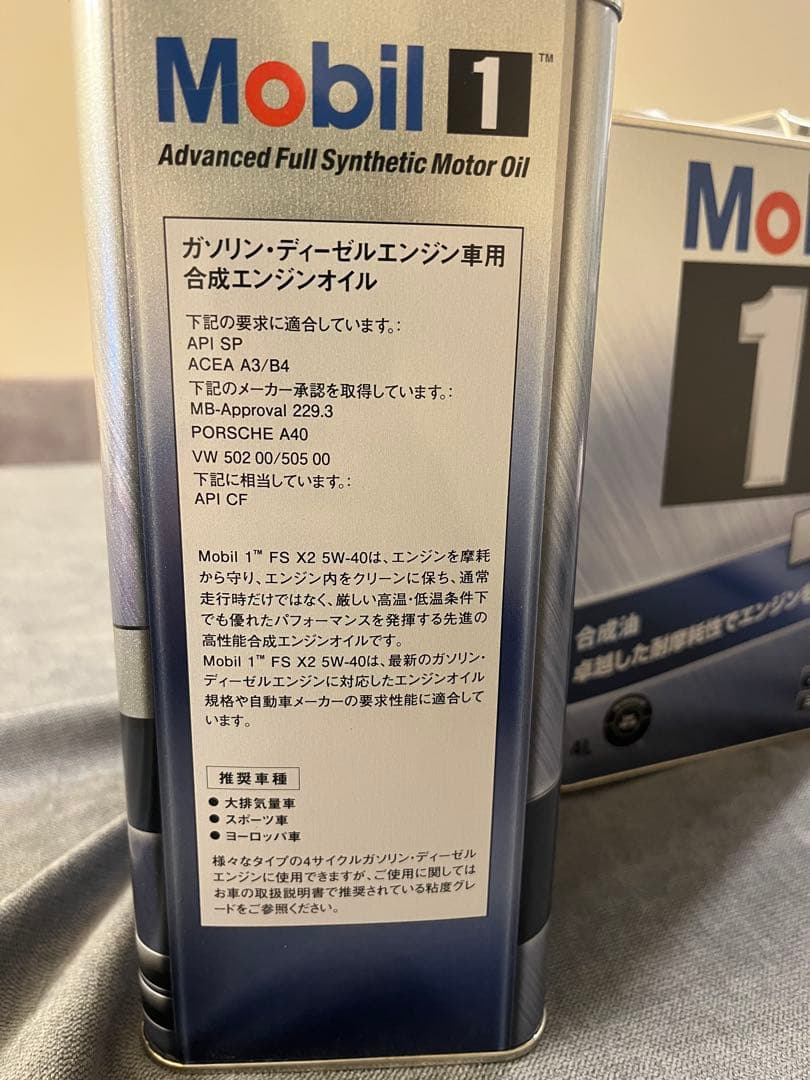 Mobil 1™
Advanced Full Synthetic Motor Oil
ガソリン・ディーゼルエンジン車用
合成エンジンオイル
下記の要求に適合しています。:
API SP
ACEA A3/B4
下記のメーカー承認を取得しています。:
MB-Approval 229.3
PORSCHE A40
VW 502 00/505 00
下記に相当しています。:
API CF
Mobil 1™ FS X2 5W-40は、エンジンを摩耗
から守り、エンジン内をクリーンに保ち、通常
走行時だけではなく、厳しい高温・低温条件下
でも優れたパフォーマンスを発揮する先進の
高性能合成エンジンオイルです。
Mobil 1™ FS X2 5W-40は、最新のガソリン・
ディーゼルエンジンに対応したエンジンオイル
規格や自動車メーカーの要求性能に適合して
います。
推奨車種
● 大排気量車
● スポーツ車
● ヨーロッパ車
様々なタイプの4サイクルガソリン・ディーゼル
エンジンに使用できますが、ご使用に関しては
お車の取扱説明書で推奨されている粘度グレ
ードをご参照ください。
Mo
1
合成油
卓越した耐摩耗性でエンジンを
4L